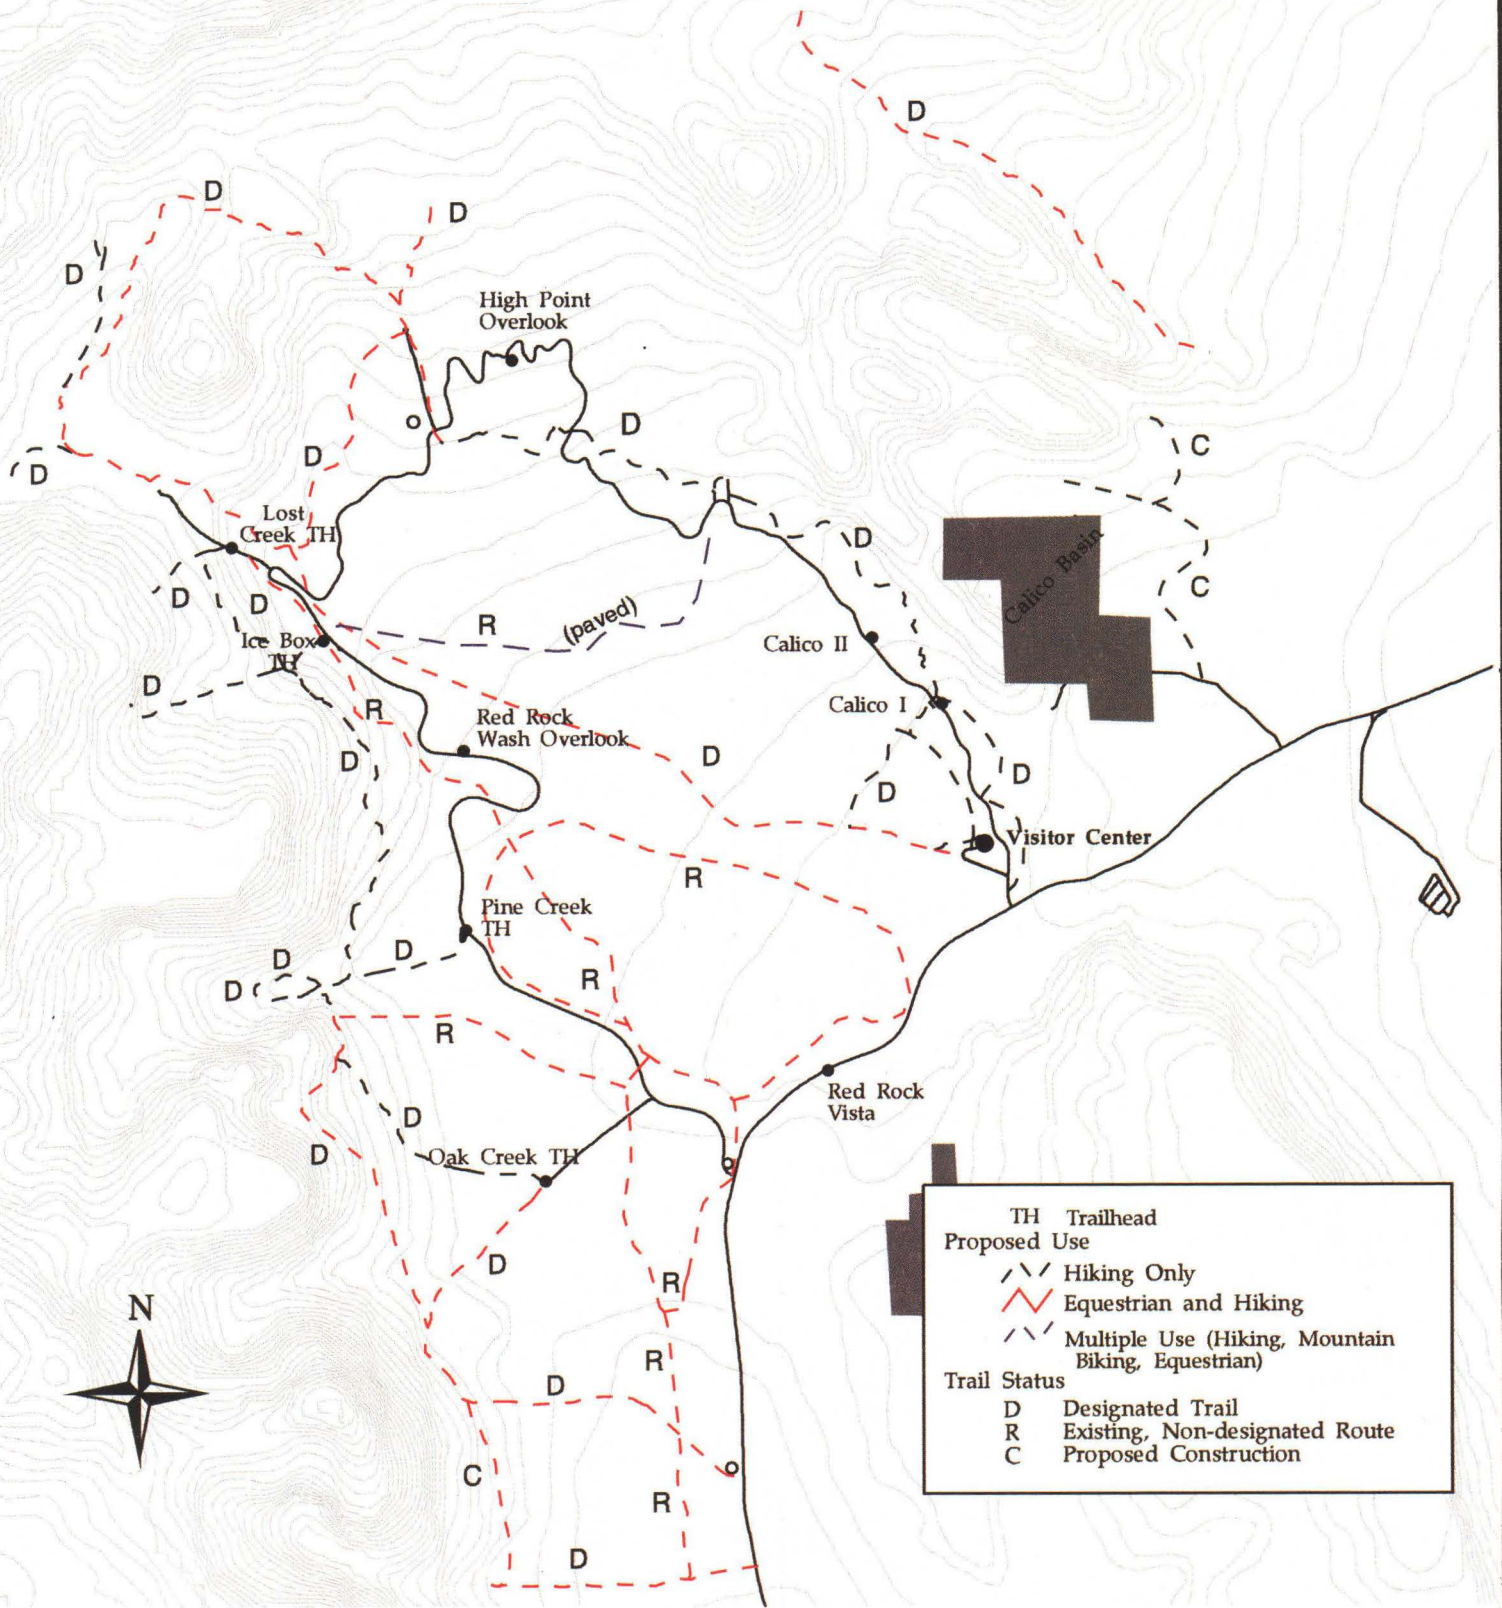 D
D
D
D
High Point
Overlook
D
C
D
D
Lost
Creek TH
D
Calico Basin
D
D
C
R
(paved)
Ice Box
TH
Calico II
D
Calico I
R
Red Rock
Wash Overlook
D
D
D
D
Visitor Center
R
Pine Creek
TH
D
D
D
R
R
Red Rock
Vista
D
D
Oak Creek TH
D
R
N
R
D
C
R
D
TH Trailhead
Proposed Use
Hiking Only
Equestrian and Hiking
Multiple Use (Hiking, Mountain
Biking, Equestrian)
Trail Status
D Designated Trail
R Existing, Non-designated Route
C Proposed Construction